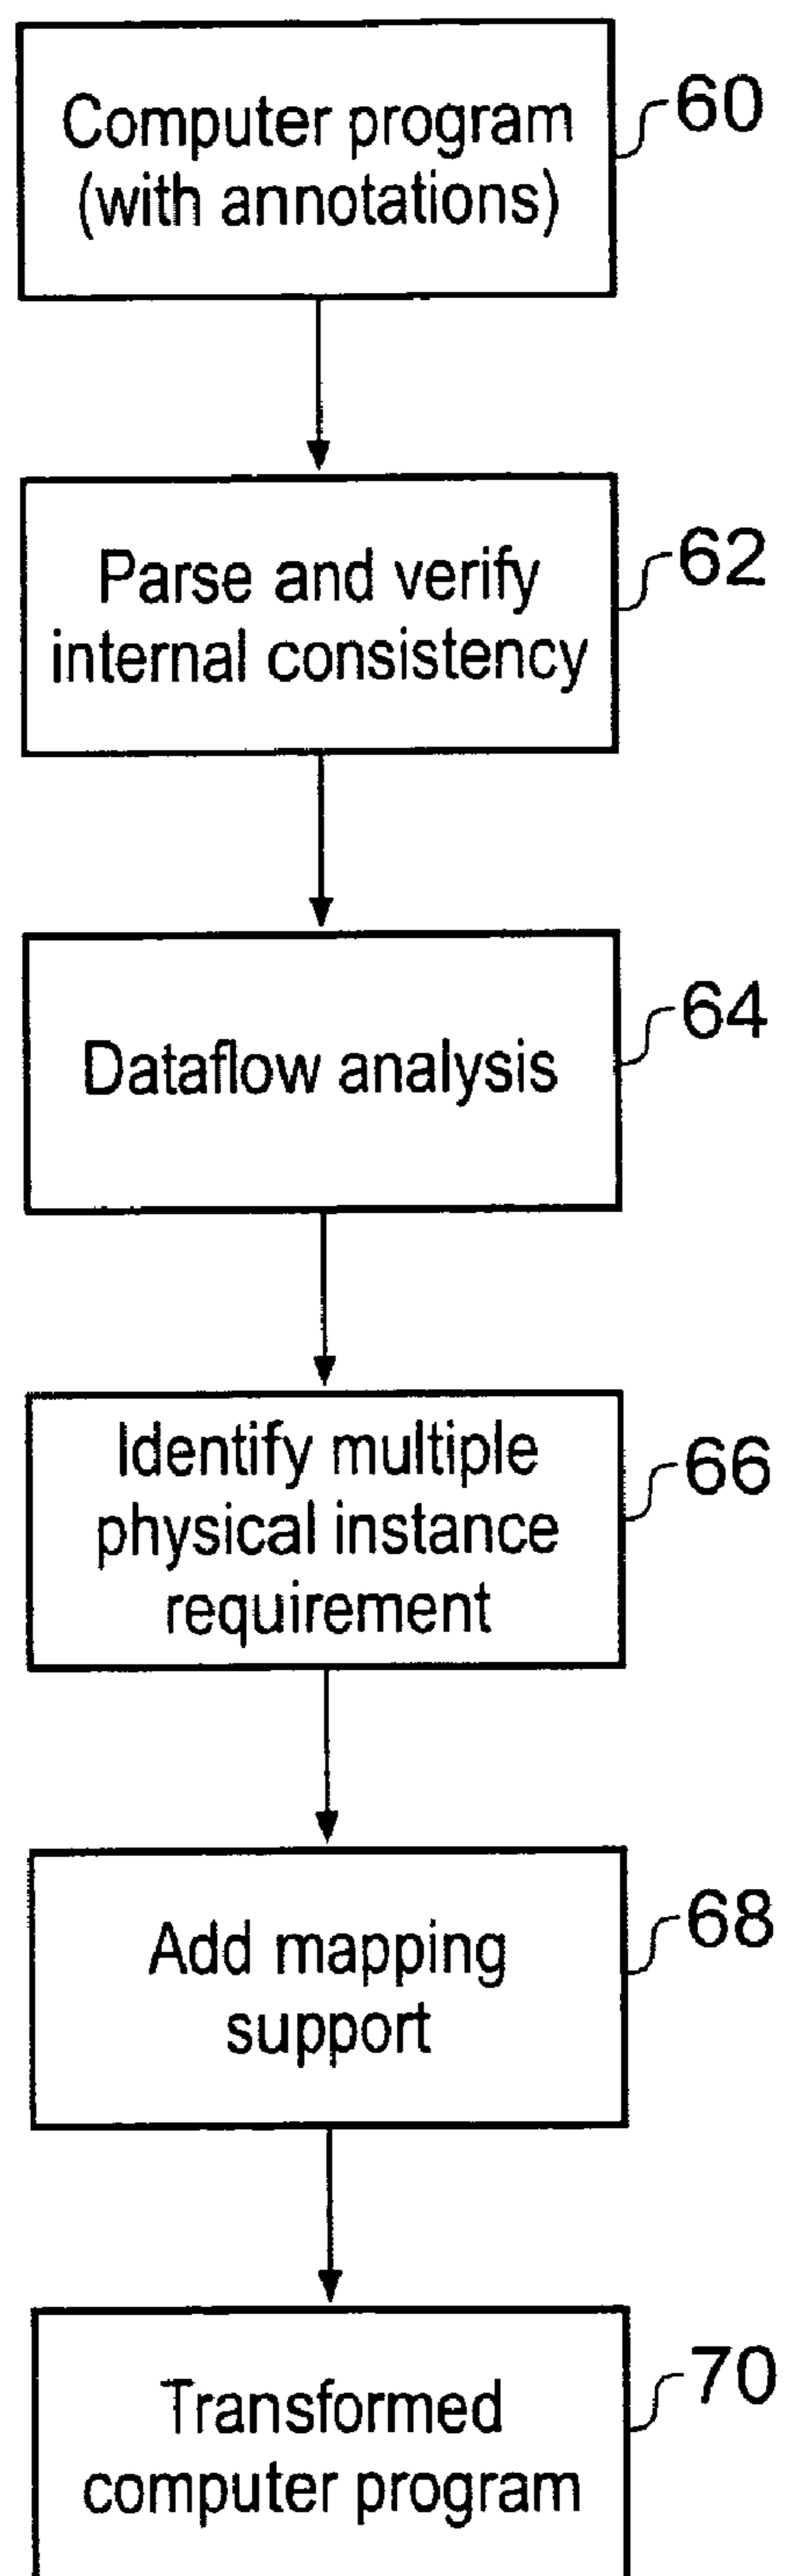 Computer program
(with annotations)
60
Parse and verify
internal consistency
62
Dataflow analysis
64
Identify multiple
physical instance
requirement
66
Add mapping
support
68
Transformed
computer program
70